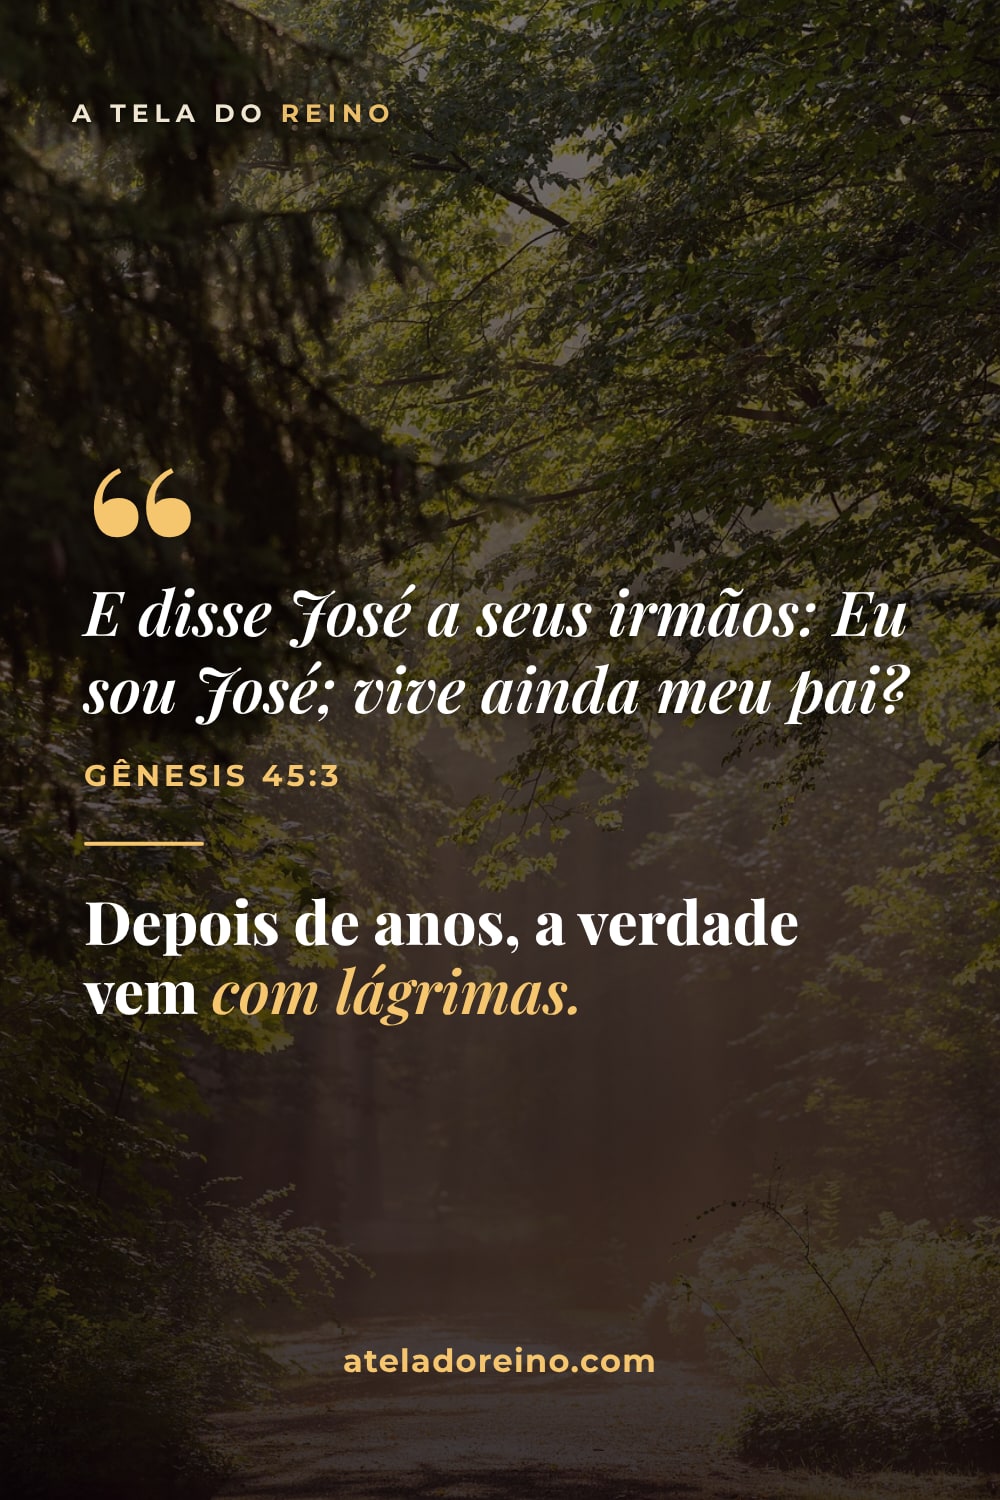 A TELA DO REINO
“
E disse José a seus irmãos: Eu
sou José; vive ainda meu pai?
GÊNESIS 45:3
Depois de anos, a verdade
vem com lágrimas.
ateladoreino.com